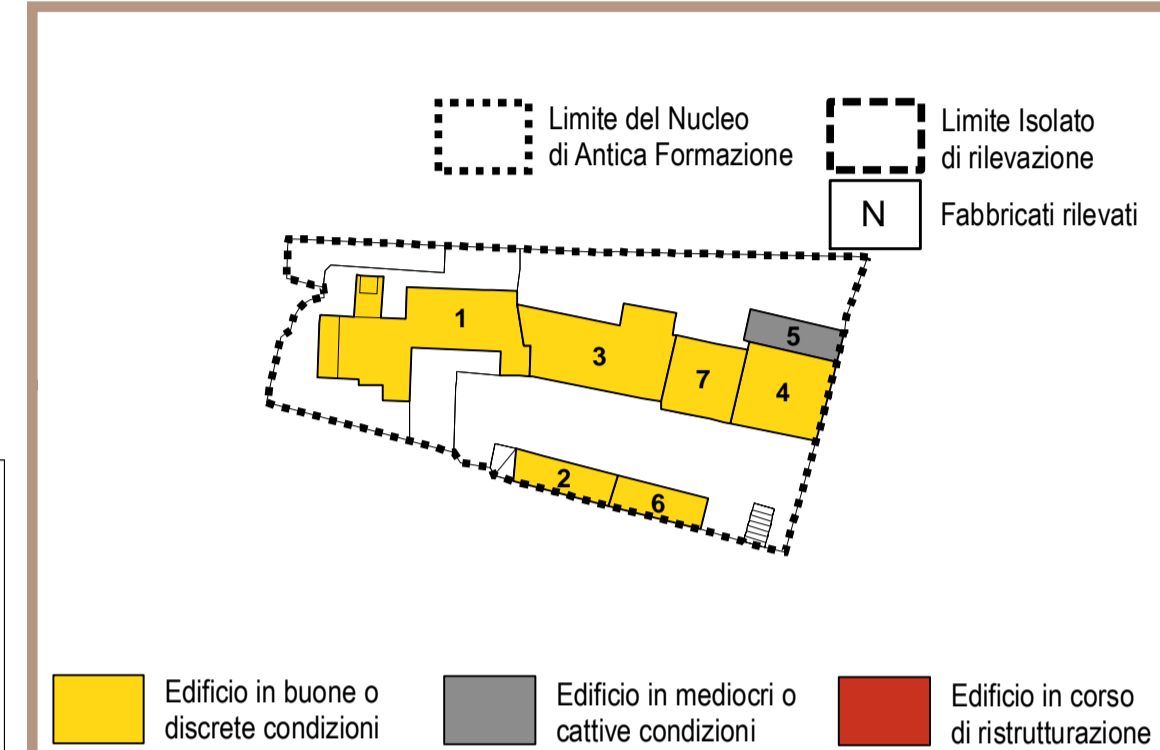 Limite del Nucleo
di Antica Formazione
Limite Isolato
di rilevazione
N
Fabbricati rilevati
1
3
5
7
4
2
6
Edificio in buone o
discrete condizioni
Edificio in mediocri o
cattive condizioni
Edificio in corso
di ristrutturazione